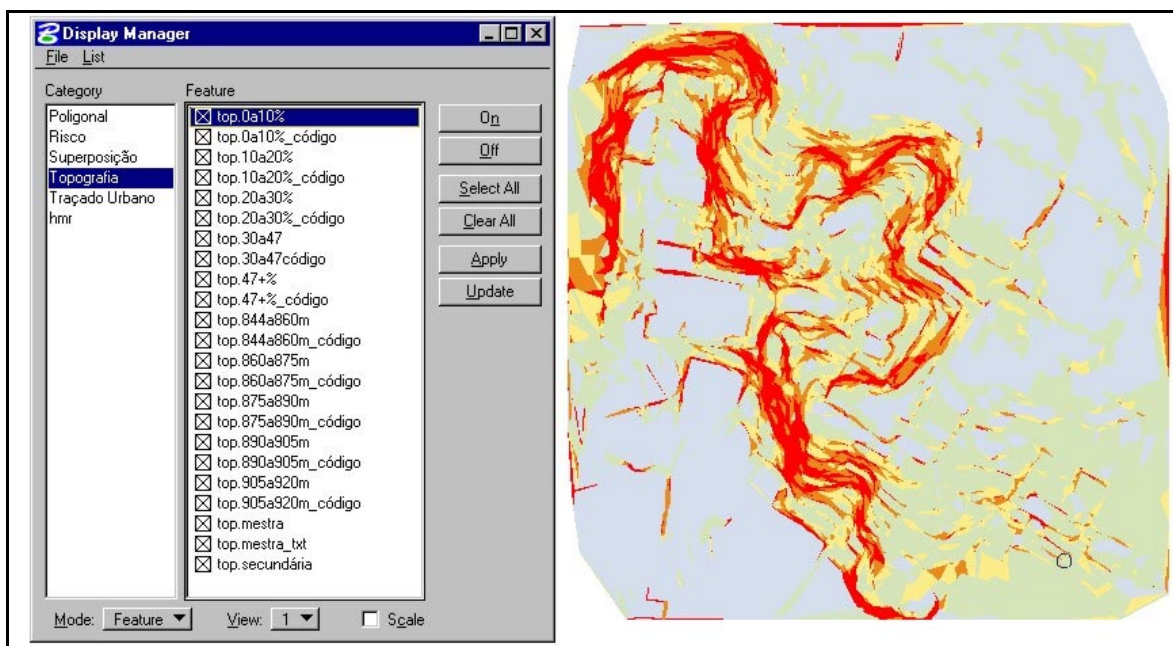 Display Manager
File List
Category
Poligonal
Risco
Superposição
Topografia
Traçado Urbano
hmr
Feature
top.0a10%
top.0a10%_código
top.10a20%
top.10a20%_código
top.20a30%
top.20a30%_código
top.30a47
top.30a47código
top.47+%
top.47+%_código
top.844a860m
top.844a860m_código
top.860a875m
top.860a875m_código
top.875a890m
top.875a890m_código
top.890a905m
top.890a905m_código
top.905a920m
top.905a920m_código
top.mestra
top.mestra_txt
top.secundária
On
Off
Select All
Clear All
Apply
Update
Mode: Feature View: 1 Scale